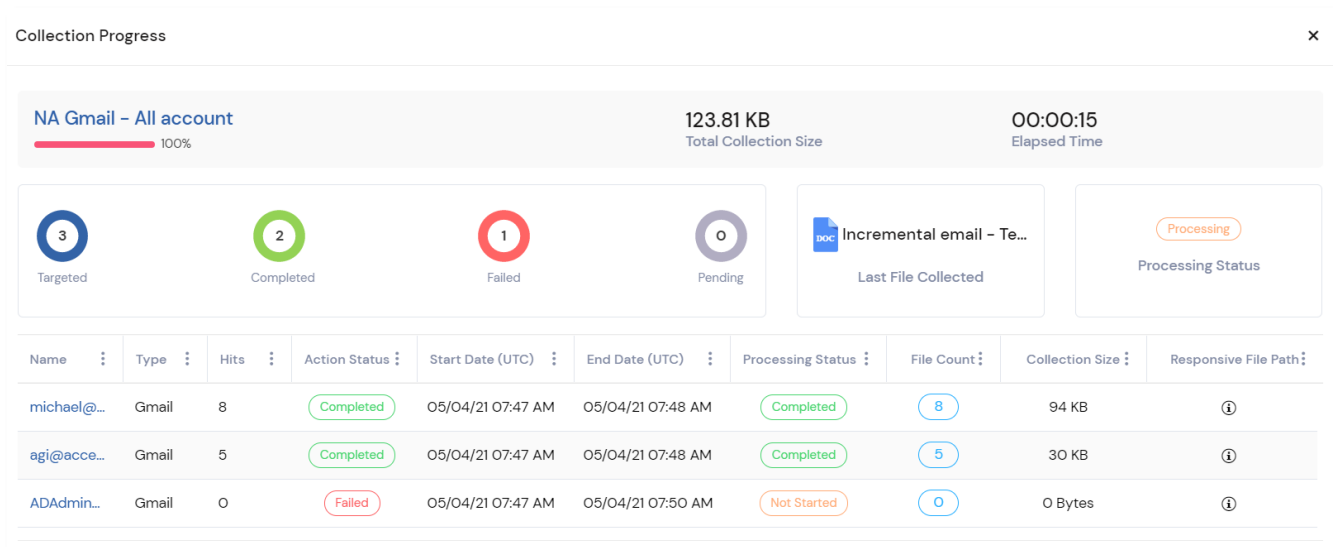 Collection Progress
NA Gmail - All account
100%
123.81 KB
Total Collection Size
00:00:15
Elapsed Time
3
Targeted
2
Completed
1
Failed
0
Pending
DOC
Incremental email - Te...
Last File Collected
Processing
Processing Status
Name Type Hits Action Status Start Date (UTC) End Date (UTC) Processing Status File Count Collection Size Responsive File Path
michael@... Gmail 8 Completed 05/04/21 07:47 AM 05/04/21 07:48 AM Completed 8 94 KB
agi@acce... Gmail 5 Completed 05/04/21 07:47 AM 05/04/21 07:48 AM Completed 5 30 KB
ADAdmin... Gmail 0 Failed 05/04/21 07:47 AM 05/04/21 07:50 AM Not Started 0 0 Bytes